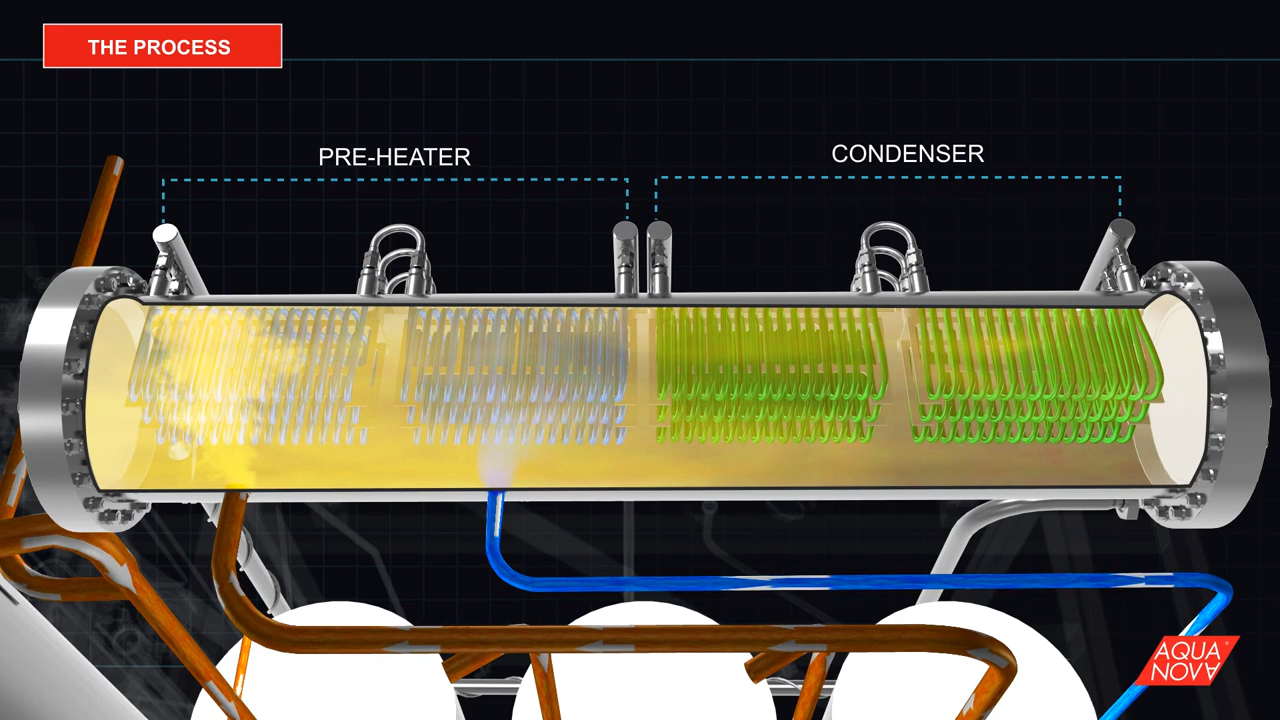 THE PROCESS
PRE-HEATER
CONDENSER
AQUA
NOVA